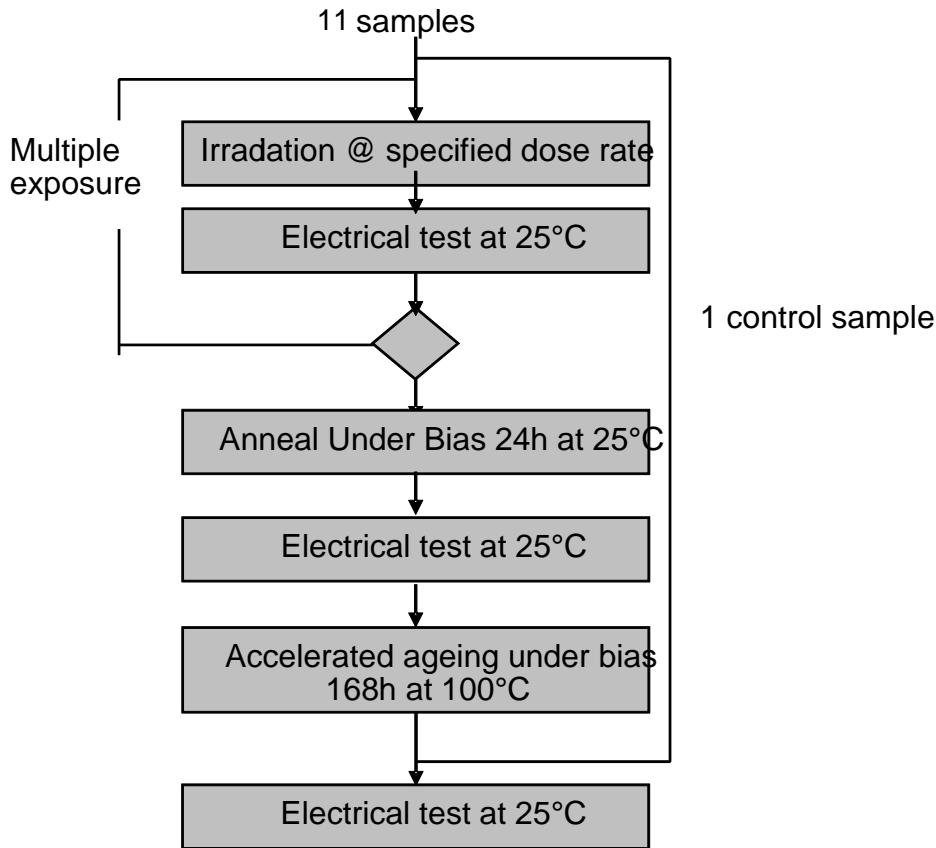 11 samples
Irradation @ specified dose rate
Multiple
exposure
Electrical test at 25°C
1 control sample
Anneal Under Bias 24h at 25°C
Electrical test at 25°C
Accelerated ageing under bias
168h at 100°C
Electrical test at 25°C